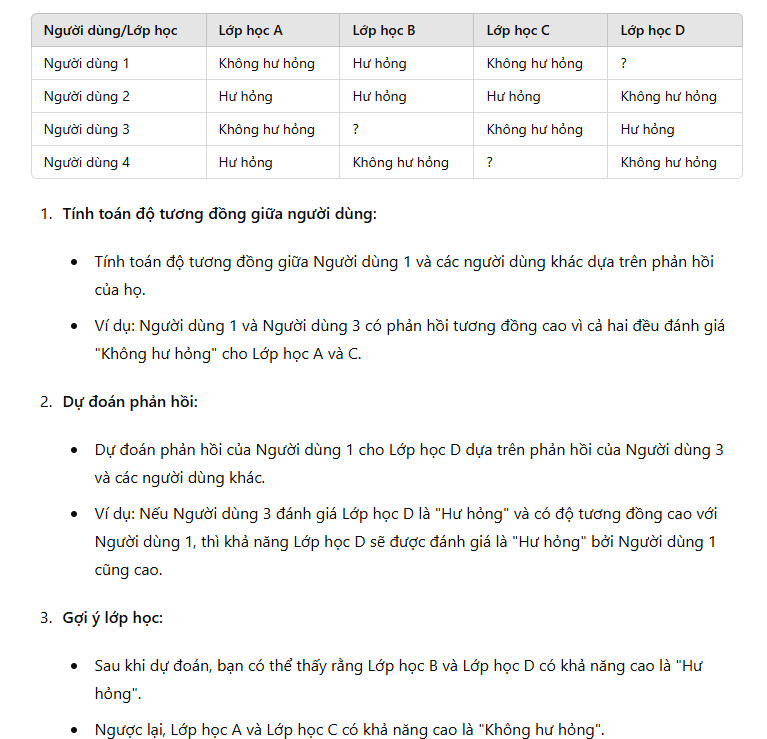 Người dùng/Lớp học Lớp học A Lớp học B Lớp học C Lớp học D
Người dùng 1 Không hư hỏng Hư hỏng Không hư hỏng ?
Người dùng 2 Hư hỏng Hư hỏng Hư hỏng Không hư hỏng
Người dùng 3 Không hư hỏng ? Không hư hỏng Hư hỏng
Người dùng 4 Hư hỏng Không hư hỏng ? Không hư hỏng
1. Tính toán độ tương đồng giữa người dùng:
• Tính toán độ tương đồng giữa Người dùng 1 và các người dùng khác dựa trên phản hồi
của họ.
• Ví dụ: Người dùng 1 và Người dùng 3 có phản hồi tương đồng cao vì cả hai đều đánh giá
"Không hư hỏng" cho Lớp học A và C.
2. Dự đoán phản hồi:
• Dự đoán phản hồi của Người dùng 1 cho Lớp học D dựa trên phản hồi của Người dùng 3
và các người dùng khác.
• Ví dụ: Nếu Người dùng 3 đánh giá Lớp học D là "Hư hỏng" và có độ tương đồng cao với
Người dùng 1, thì khả năng Lớp học D sẽ được đánh giá là "Hư hỏng" bởi Người dùng 1
cũng cao.
3. Gợi ý lớp học:
• Sau khi dự đoán, bạn có thể thấy rằng Lớp học B và Lớp học D có khả năng cao là "Hư
hỏng".
• Ngược lại, Lớp học A và Lớp học C có khả năng cao là "Không hư hỏng".